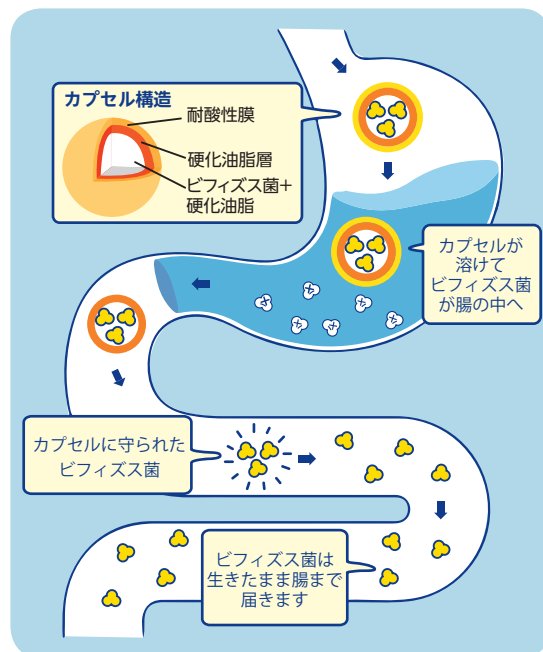 カプセル構造
耐酸性膜
硬化油脂層
ビフィズス菌+
硬化油脂
カプセルが
溶けて
ビフィズス菌
が腸の中へ
カプセルに守られた
ビフィズス菌
ビフィズス菌は
生きたまま腸まで
届きます